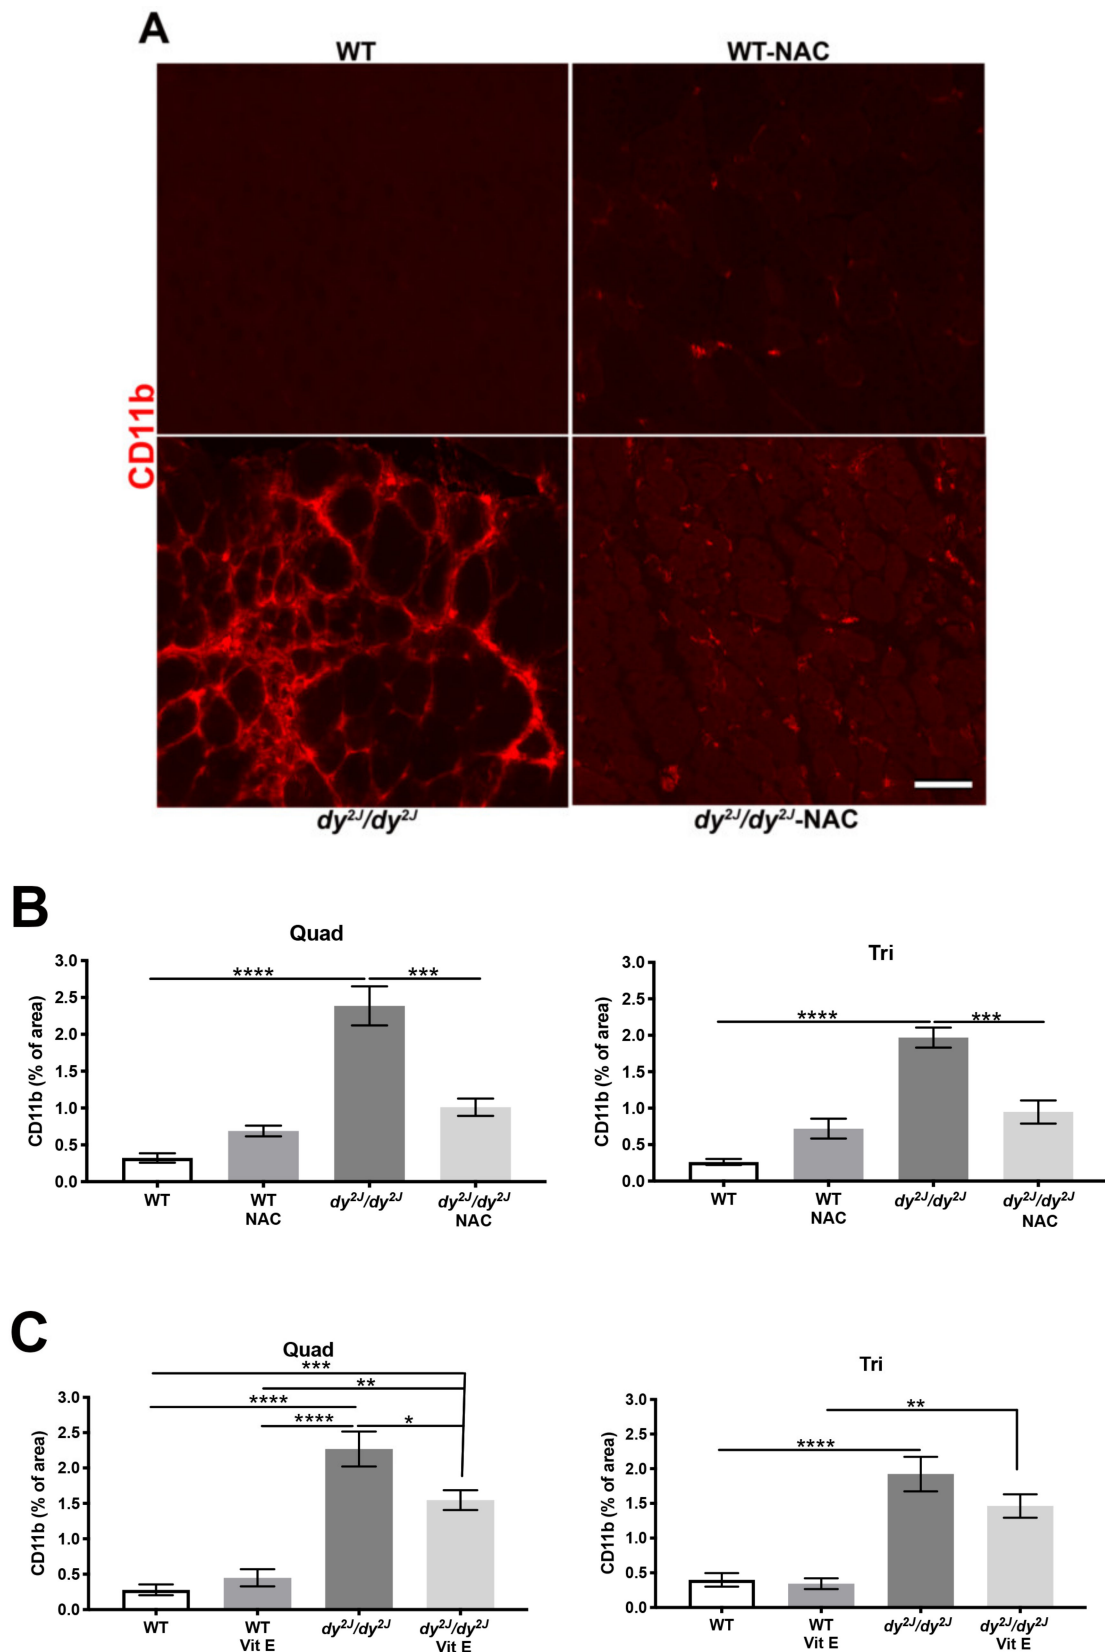 A
WT WT-NAC
CD11b
dy²ᴶ/dy²ᴶ dy²ᴶ/dy²ᴶ-NAC
B
Quad
CD11b (% of area)
3.0
2.5
2.0
1.5
1.0
0.5
0.0
**** ***
WT WT dy²ᴶ/dy²ᴶ dy²ᴶ/dy²ᴶ
NAC NAC
Tri
CD11b (% of area)
3.0
2.5
2.0
1.5
1.0
0.5
0.0
**** ***
WT WT dy²ᴶ/dy²ᴶ dy²ᴶ/dy²ᴶ
NAC NAC
C
Quad
CD11b (% of area)
3.0
2.5
2.0
1.5
1.0
0.5
0.0
***
**
****
**** *
WT WT dy²ᴶ/dy²ᴶ dy²ᴶ/dy²ᴶ
Vit E Vit E
Tri
CD11b (% of area)
3.0
2.5
2.0
1.5
1.0
0.5
0.0
**
****
WT WT dy²ᴶ/dy²ᴶ dy²ᴶ/dy²ᴶ
Vit E Vit E